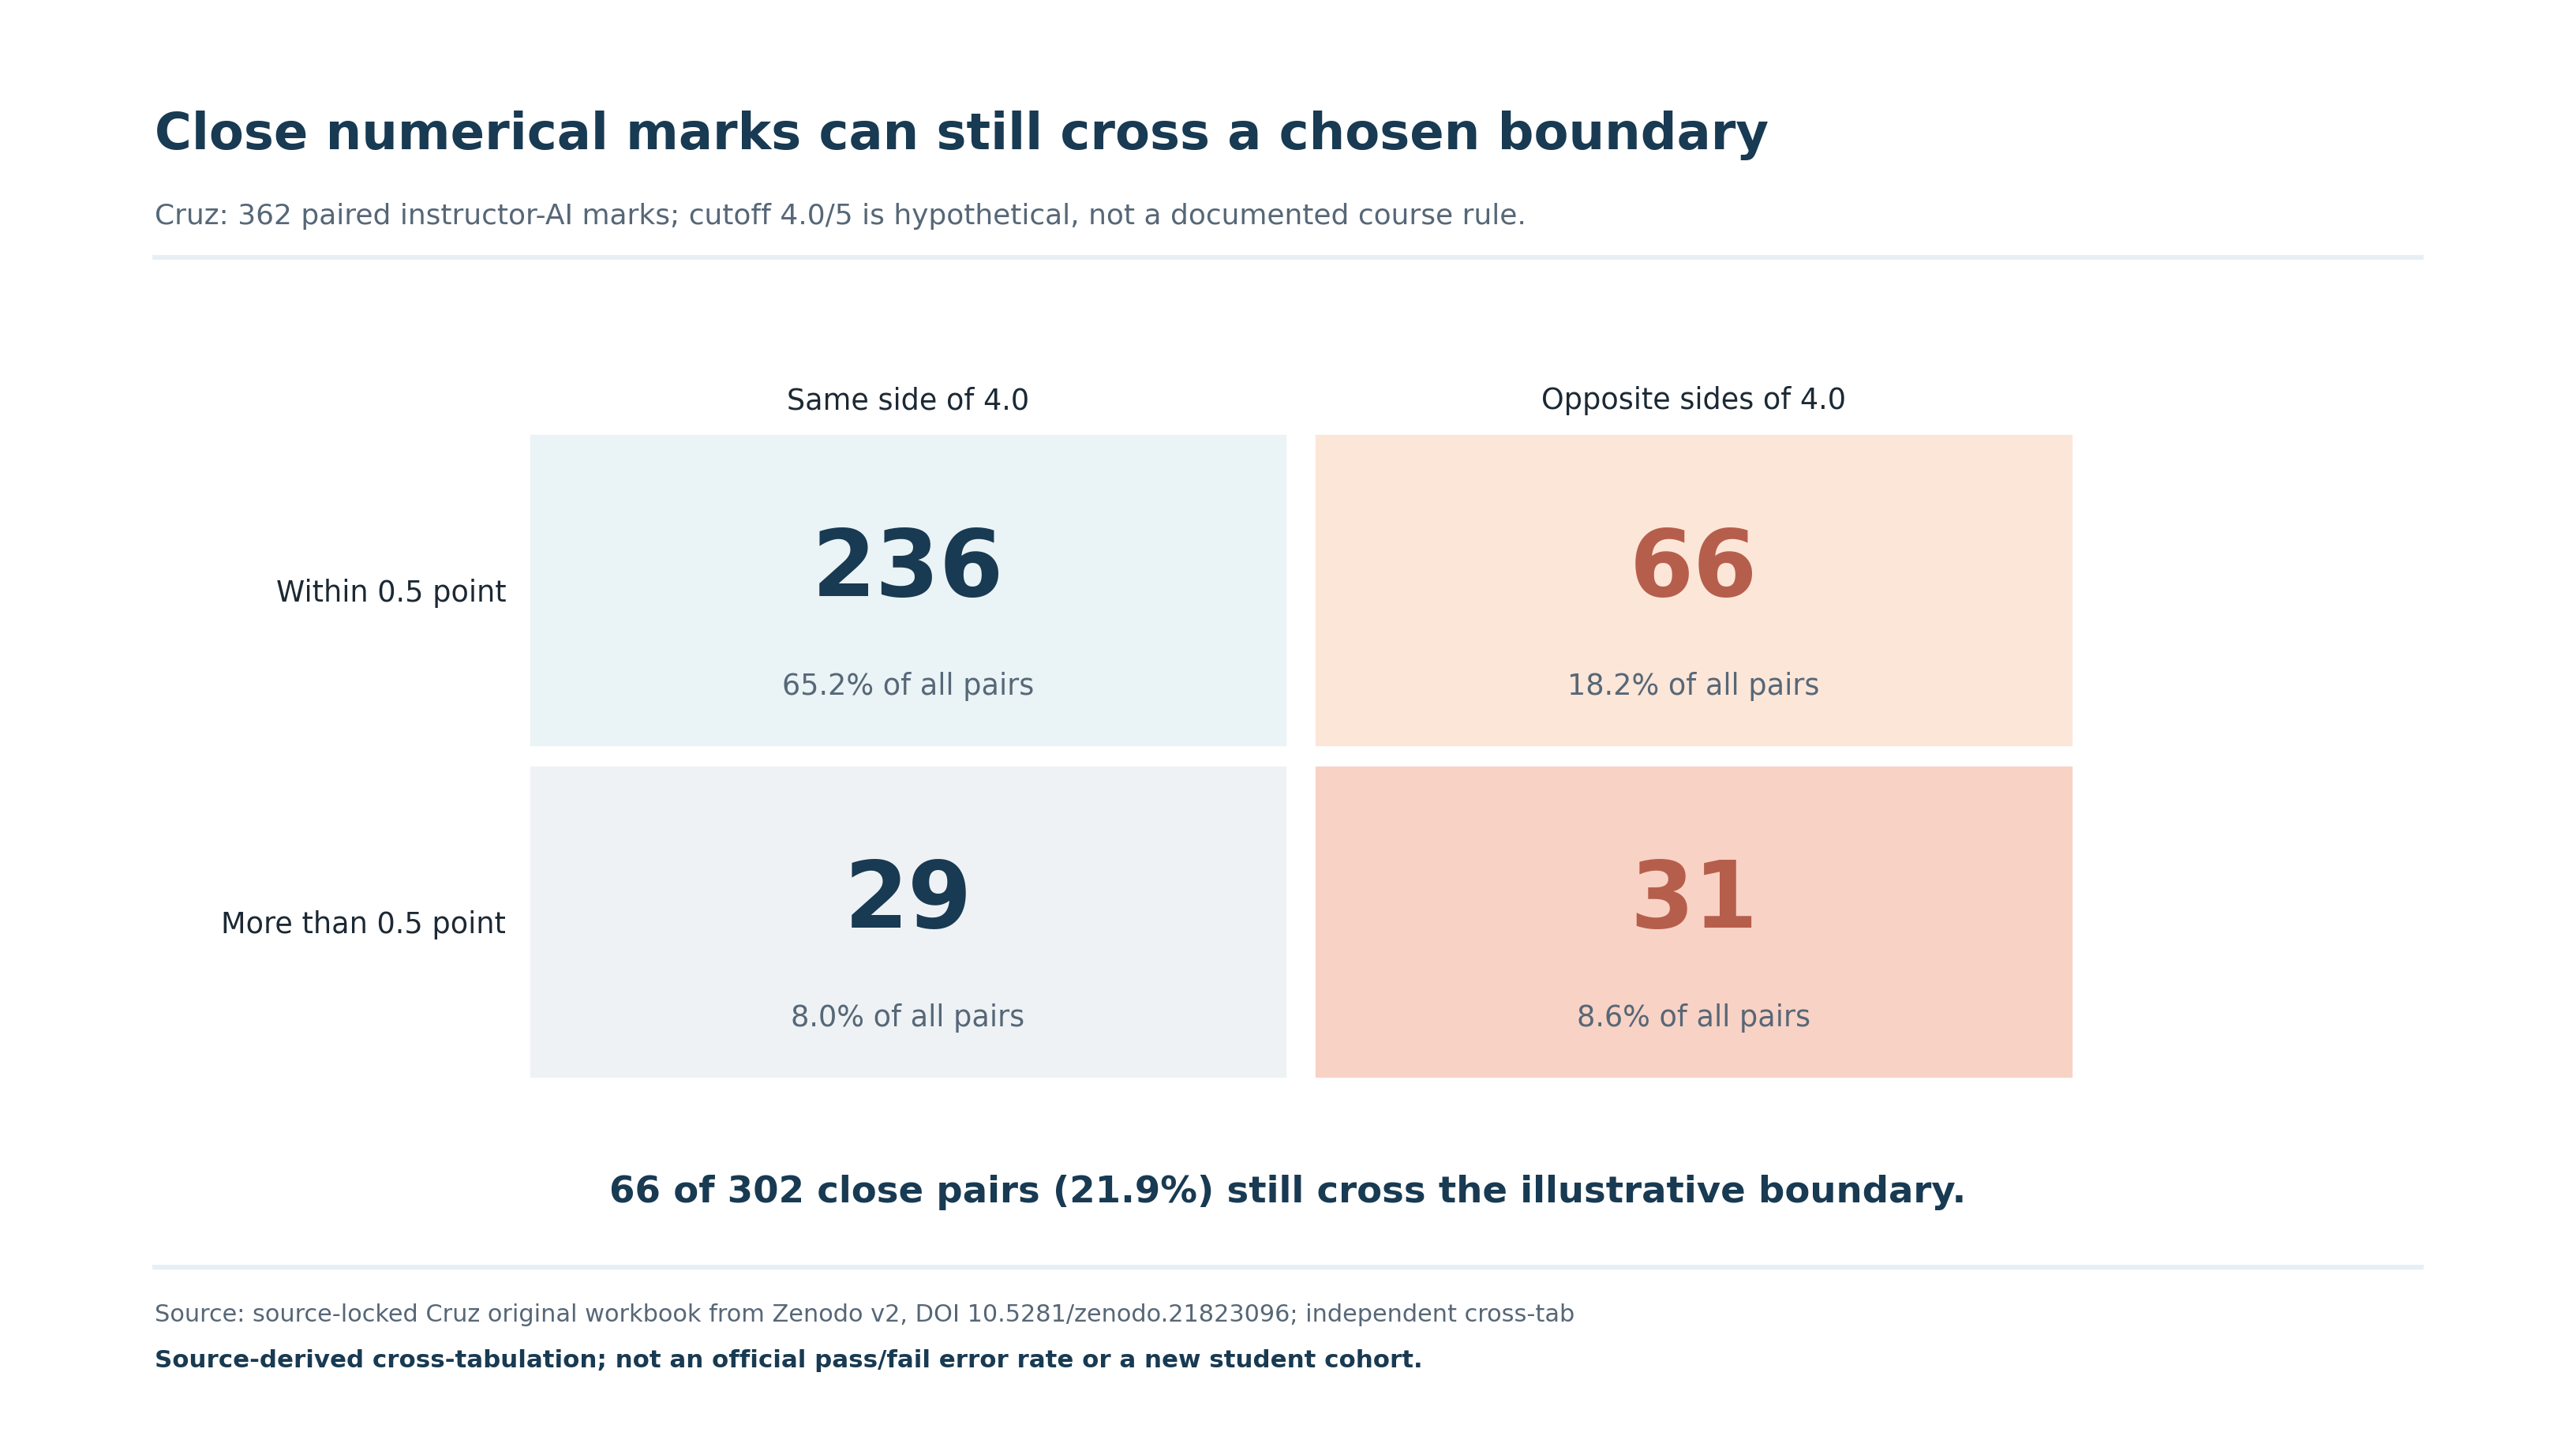 Close numerical marks can still cross a chosen boundary
Cruz: 362 paired instructor-AI marks; cutoff 4.0/5 is hypothetical, not a documented course rule.
Same side of 4.0
Opposite sides of 4.0
Within 0.5 point
236
65.2% of all pairs
66
18.2% of all pairs
More than 0.5 point
29
8.0% of all pairs
31
8.6% of all pairs
66 of 302 close pairs (21.9%) still cross the illustrative boundary.
Source: source-locked Cruz original workbook from Zenodo v2, DOI 10.5281/zenodo.21823096; independent cross-tab
Source-derived cross-tabulation; not an official pass/fail error rate or a new student cohort.